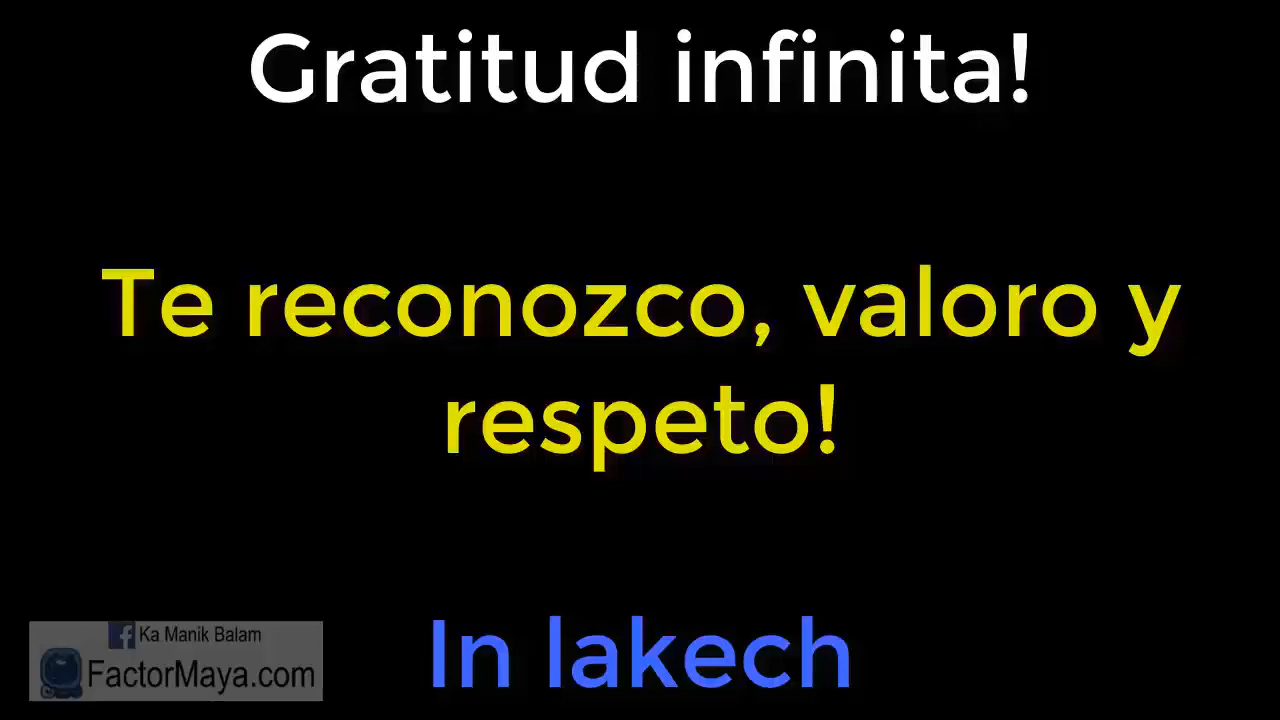 Gratitud infinita!
Te reconozco, valoro y
respeto!
In lakech
Ka Manik Balam
FactorMaya.com